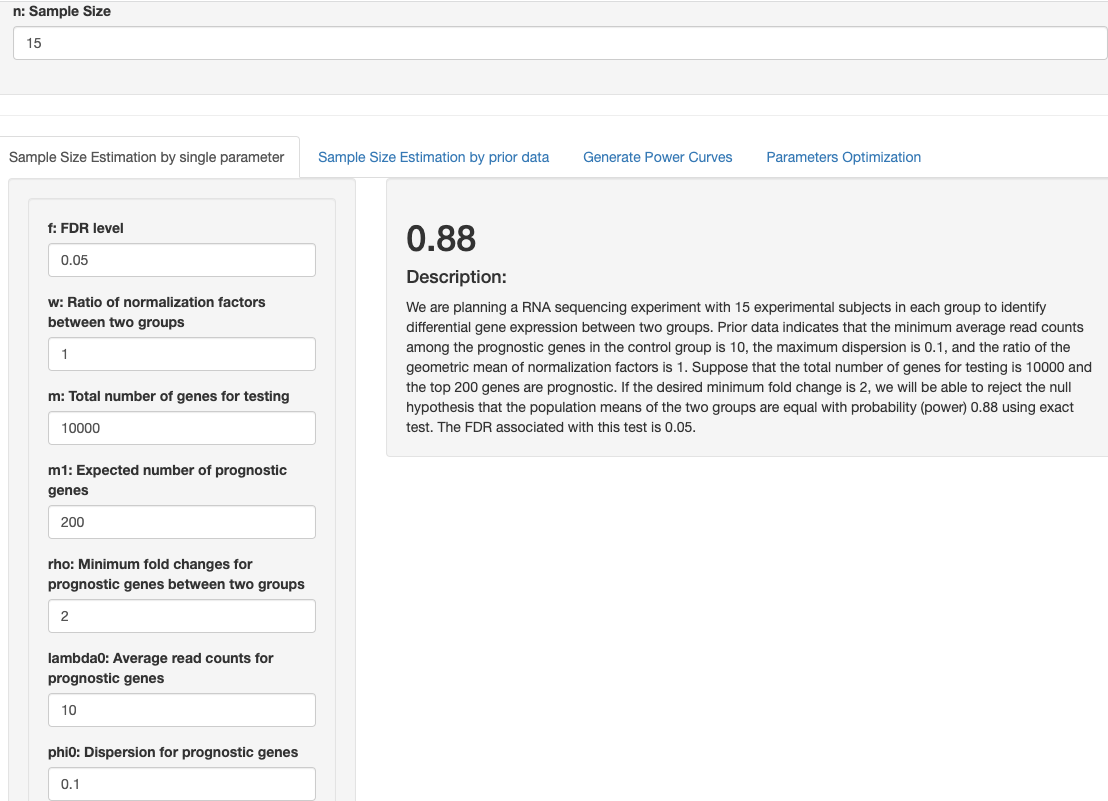 n: Sample Size
15
Sample Size Estimation by single parameter
Sample Size Estimation by prior data
Generate Power Curves
Parameters Optimization
f: FDR level
0.05
w: Ratio of normalization factors
between two groups
1
m: Total number of genes for testing
10000
m1: Expected number of prognostic
genes
200
rho: Minimum fold changes for
prognostic genes between two groups
2
lambda0: Average read counts for
prognostic genes
10
phi0: Dispersion for prognostic genes
0.1
0.88
Description:
We are planning a RNA sequencing experiment with 15 experimental subjects in each group to identify
differential gene expression between two groups. Prior data indicates that the minimum average read counts
among the prognostic genes in the control group is 10, the maximum dispersion is 0.1, and the ratio of the
geometric mean of normalization factors is 1. Suppose that the total number of genes for testing is 10000 and
the top 200 genes are prognostic. If the desired minimum fold change is 2, we will be able to reject the null
hypothesis that the population means of the two groups are equal with probability (power) 0.88 using exact
test. The FDR associated with this test is 0.05.